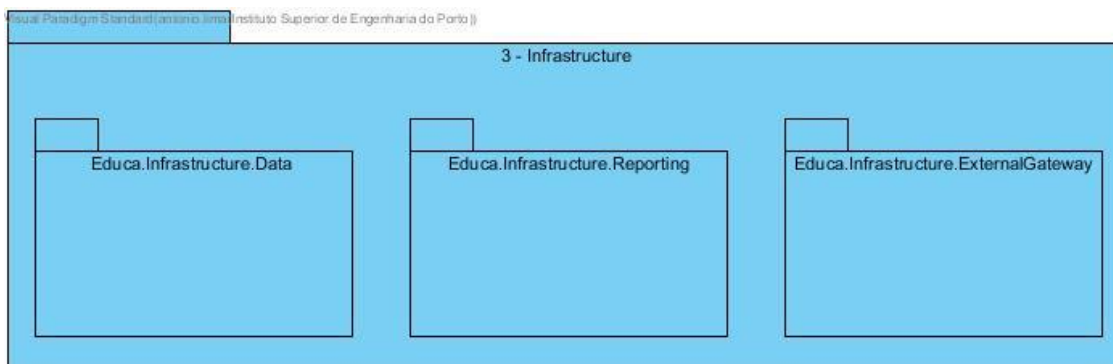 Visual Paradigm Standard(antonio.lima(Instituto Superior de Engenharia do Porto))
3 - Infrastructure
Educa.Infrastructure.Data
Educa.Infrastructure.Reporting
Educa.Infrastructure.ExternalGateway